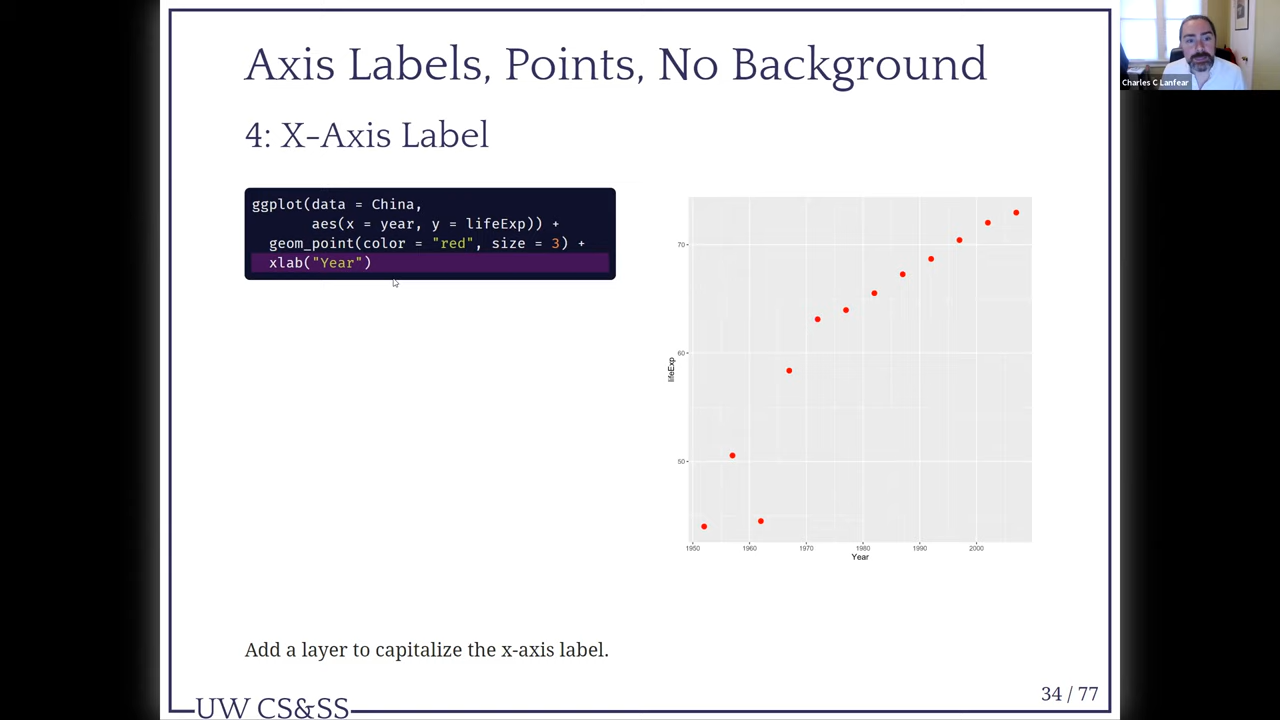 Axis Labels, Points, No Background
4: X-Axis Label
ggplot(data = China,
aes(x = year, y = lifeExp)) +
geom_point(color = "red", size = 3) +
xlab("Year")
70
60
50
lifeExp
1950 1960 1970 1980 1990 2000
Year
Add a layer to capitalize the x-axis label.
34 / 77
UW CS&SS
Charles C Lanfear